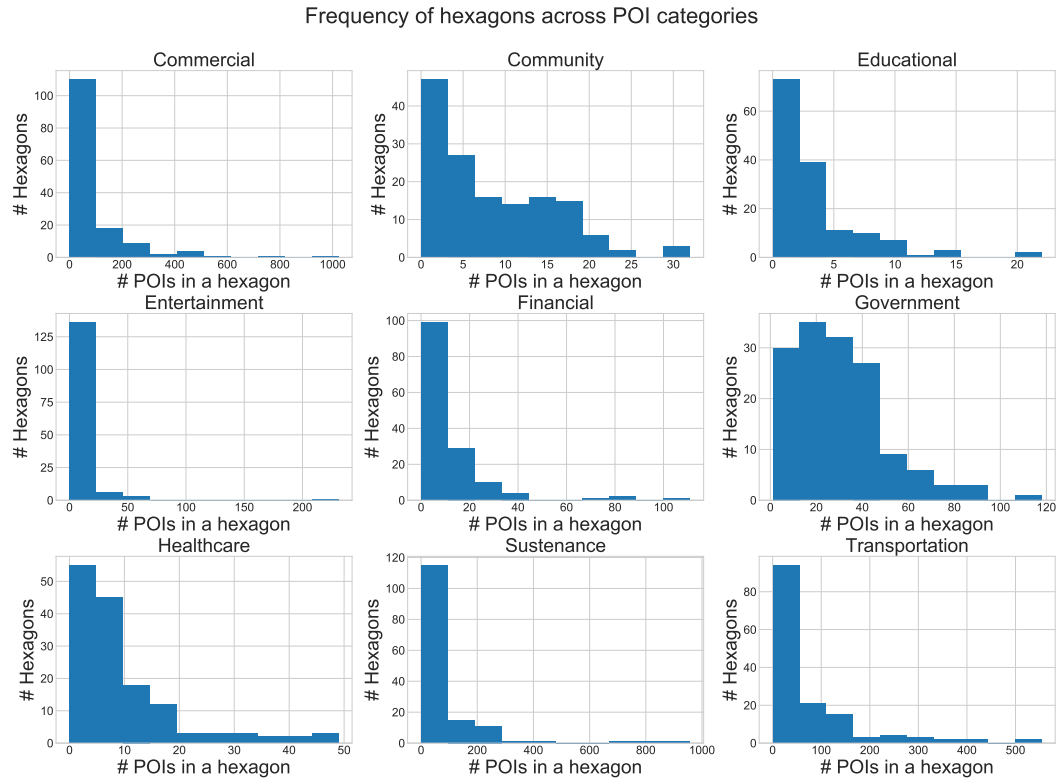 Frequency of hexagons across POI categories
Commercial
# Hexagons
100
80
60
40
20
0
0 200 400 600 800 1000
# POIs in a hexagon
Community
# Hexagons
40
30
20
10
0
0 5 10 15 20 25 30
# POIs in a hexagon
Educational
# Hexagons
60
40
20
0
0 5 10 15 20
# POIs in a hexagon
Entertainment
# Hexagons
125
100
75
50
25
0
0 50 100 150 200
# POIs in a hexagon
Financial
# Hexagons
100
80
60
40
20
0
0 20 40 60 80 100
# POIs in a hexagon
Government
# Hexagons
30
20
10
0
0 20 40 60 80 100 120
# POIs in a hexagon
Healthcare
# Hexagons
50
40
30
20
10
0
0 10 20 30 40 50
# POIs in a hexagon
Sustenance
# Hexagons
120
100
80
60
40
20
0
0 200 400 600 800 1000
# POIs in a hexagon
Transportation
# Hexagons
80
60
40
20
0
0 100 200 300 400 500
# POIs in a hexagon